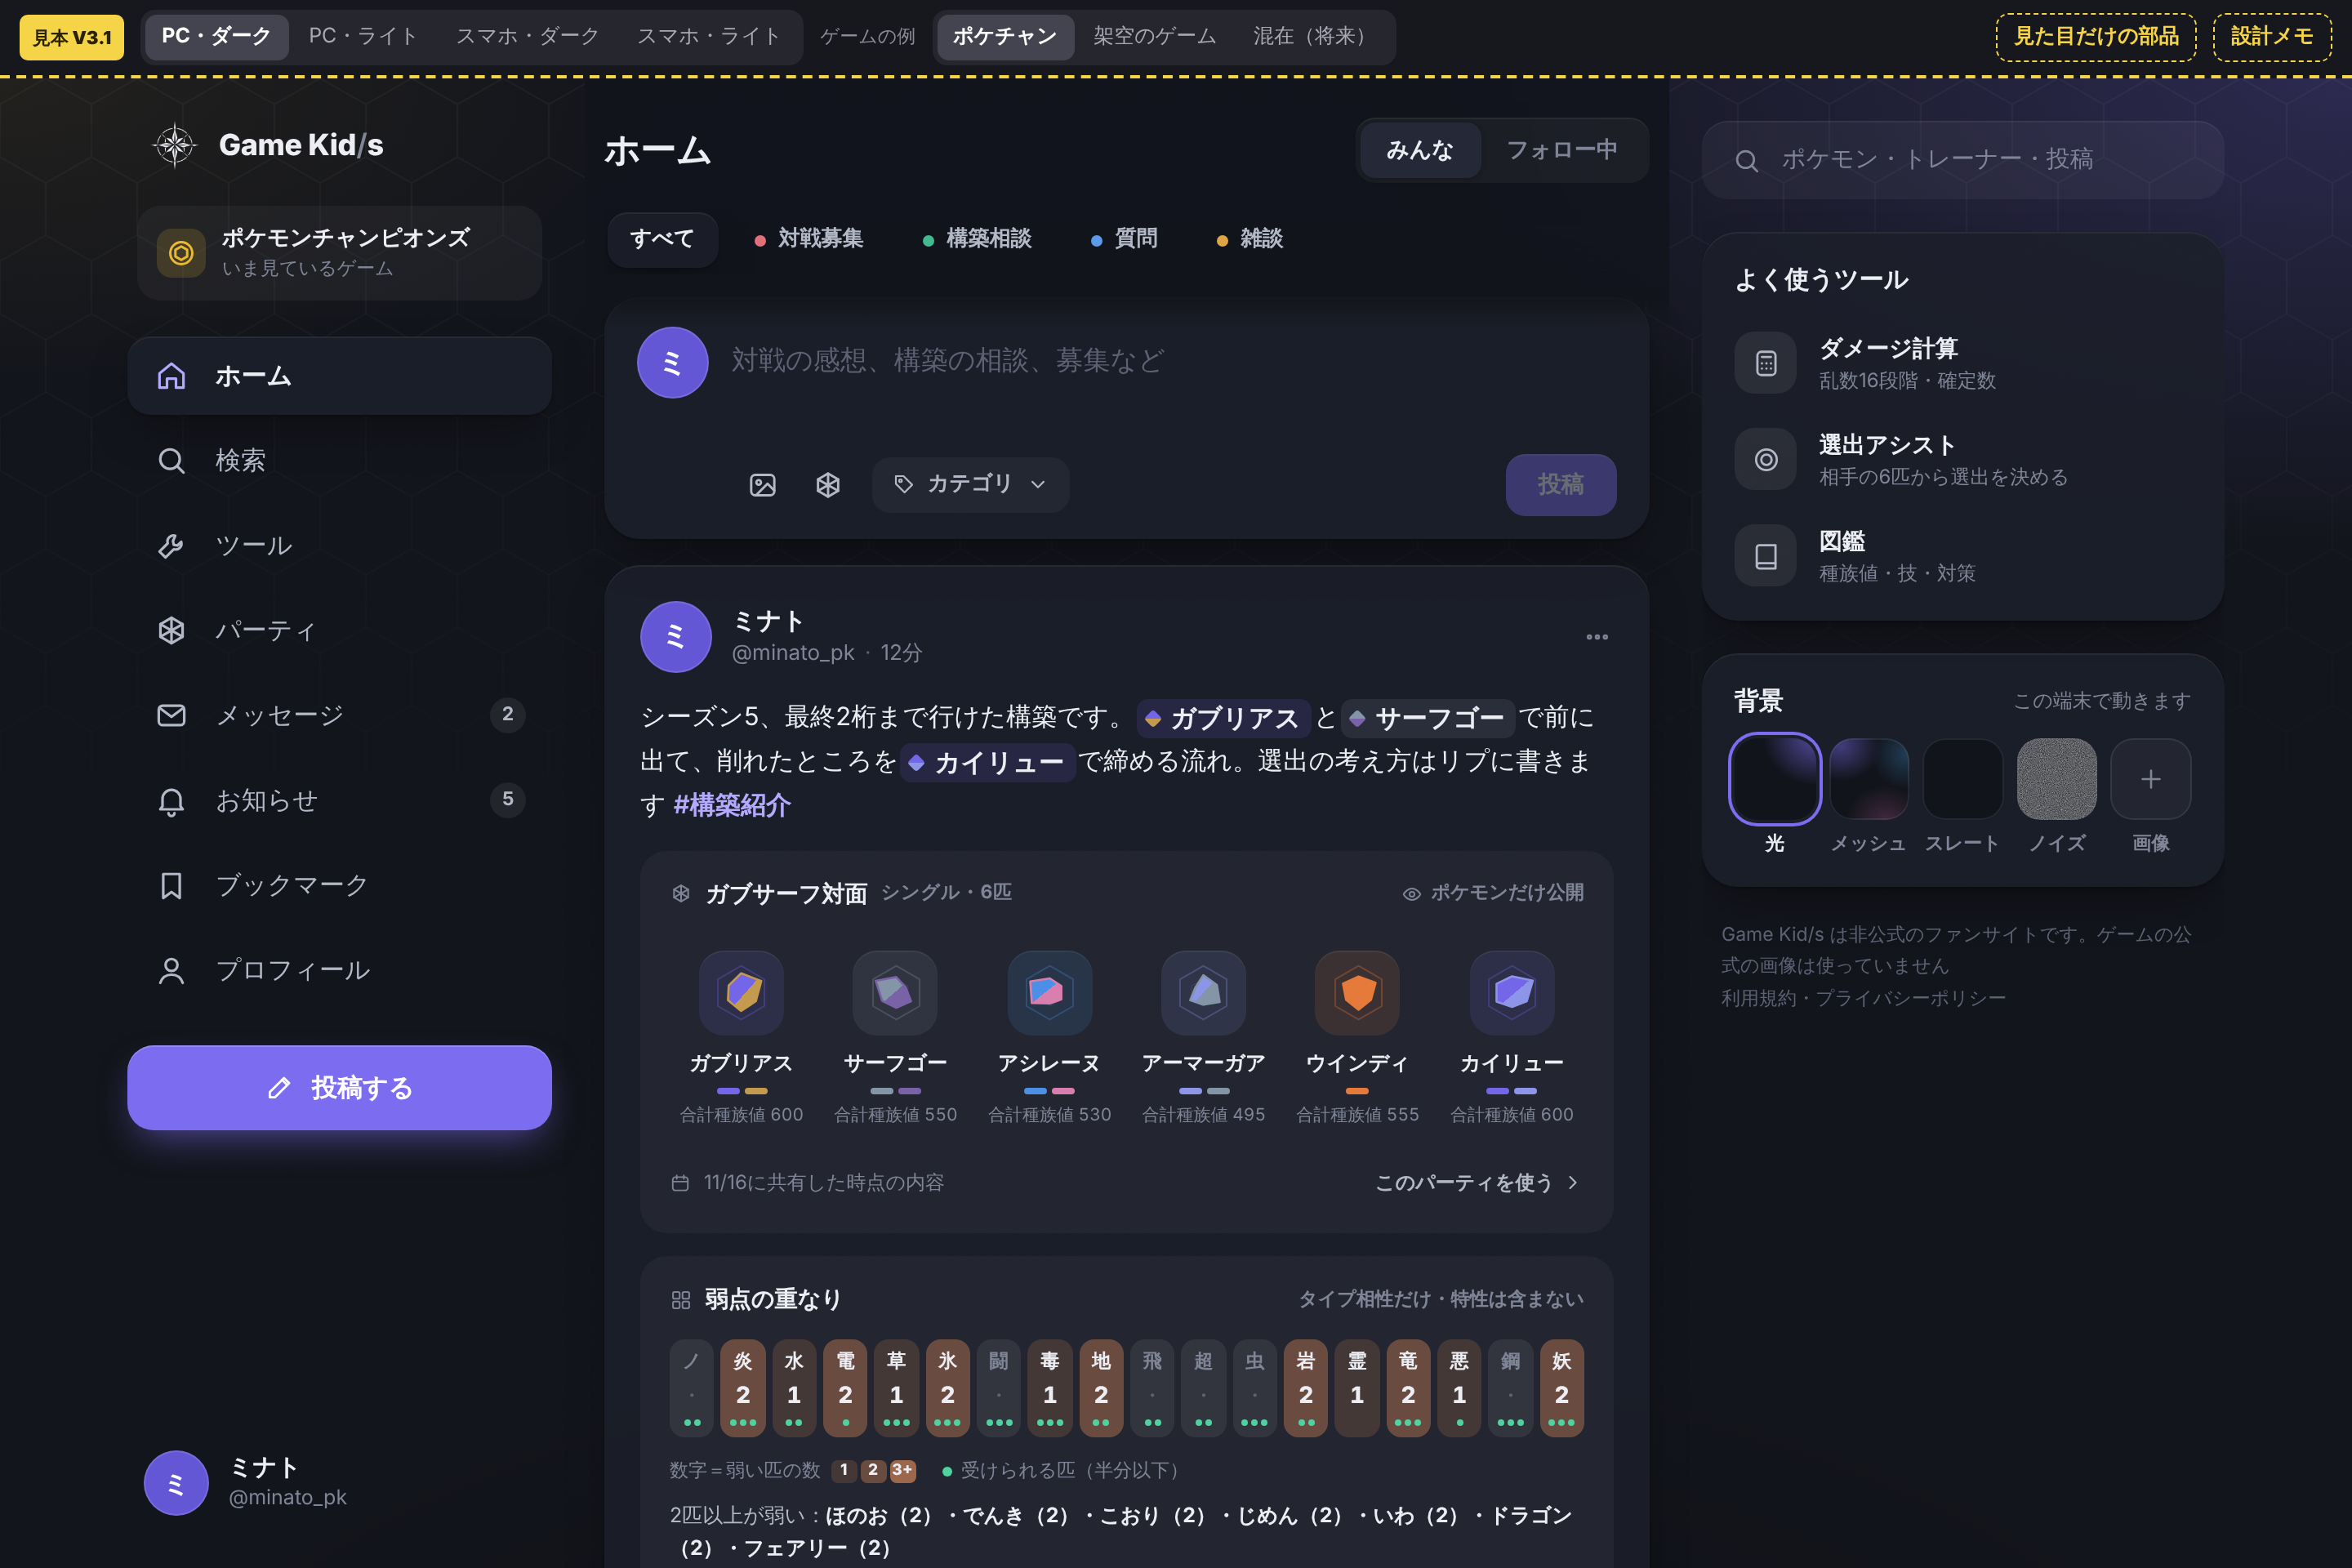 見本 V3.1
PC・ダーク
PC・ライト
スマホ・ダーク
スマホ・ライト
ゲームの例
ポケチャン
架空のゲーム
混在（将来）
見た目だけの部品
設計メモ
Game Kid/s
ポケモンチャンピオンズ
いま見ているゲーム
ホーム
検索
ツール
パーティ
メッセージ
2
お知らせ
5
ブックマーク
プロフィール
投稿する
ミ
ミナト
@minato_pk
ホーム
みんな
フォロー中
すべて
対戦募集
構築相談
質問
雑談
ミ
対戦の感想、構築の相談、募集など
カテゴリ
投稿
ミ
ミナト
@minato_pk · 12分
シーズン5、最終2桁まで行けた構築です。 ガブリアス と サーフゴー で前に
出て、削れたところを カイリュー で締める流れ。選出の考え方はリプに書きま
す #構築紹介
ガブサーフ対面 シングル・6匹
ポケモンだけ公開
ガブリアス
合計種族値 600
サーフゴー
合計種族値 550
アシレーヌ
合計種族値 530
アーマーガア
合計種族値 495
ウインディ
合計種族値 555
カイリュー
合計種族値 600
11/16に共有した時点の内容
このパーティを使う
弱点の重なり
タイプ相性だけ・特性は含まない
ノ 炎 水 電 草 氷 闘 毒 地 飛 超 虫 岩 霊 竜 悪 鋼 妖
· 2 1 2 1 2 · 1 2 · · · 2 1 2 1 · 2
数字＝弱い匹の数 1 2 3+ 受けられる匹（半分以下）
2匹以上が弱い：ほのお（2）・でんき（2）・こおり（2）・じめん（2）・いわ（2）・ドラゴン
（2）・フェアリー（2）
ポケモン・トレーナー・投稿
よく使うツール
ダメージ計算
乱数16段階・確定数
選出アシスト
相手の6匹から選出を決める
図鑑
種族値・技・対策
背景
この端末で動きます
光
メッシュ
スレート
ノイズ
画像
Game Kid/s は非公式のファンサイトです。ゲームの公
式の画像は使っていません
利用規約・プライバシーポリシー